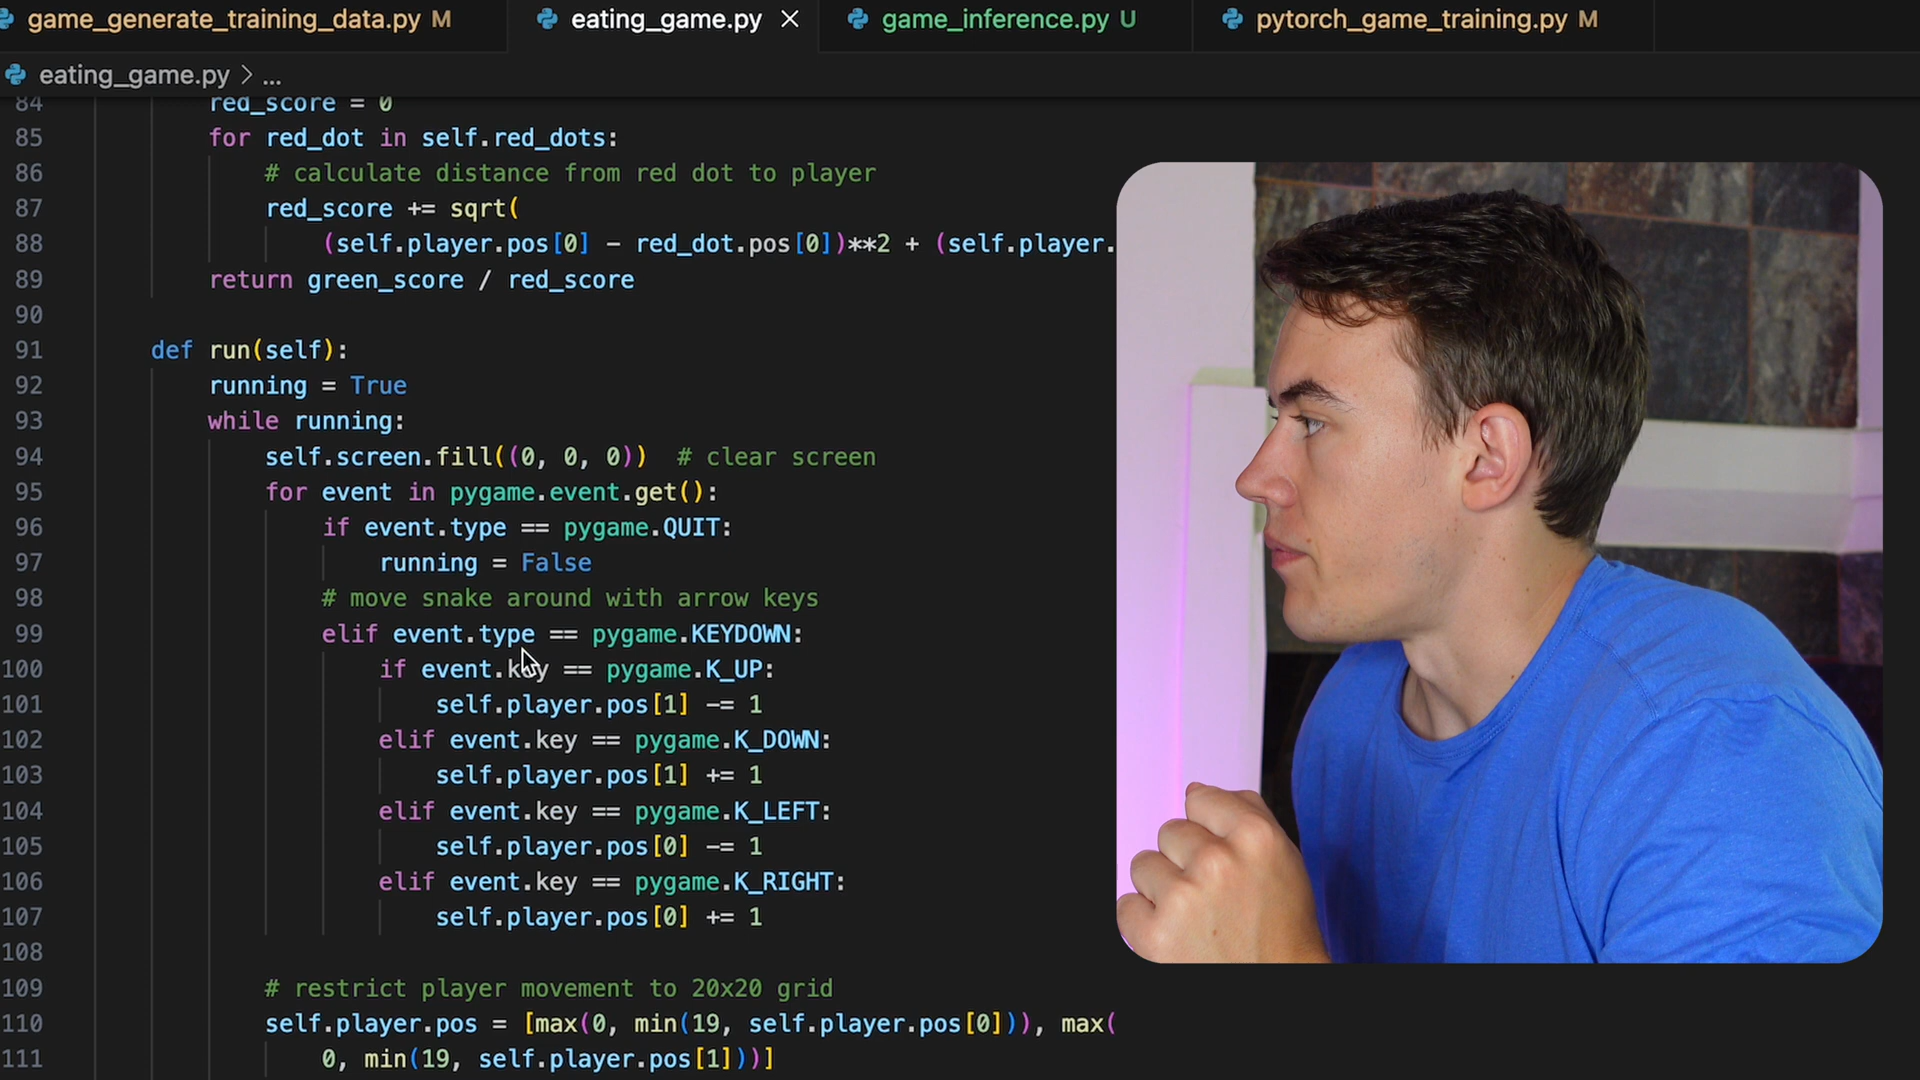 game_generate_training_data.py M
eating_game.py
game_inference.py U
pytorch_game_training.py M
eating_game.py > ...
84 red_score = 0
85 for red_dot in self.red_dots:
86 # calculate distance from red dot to player
87 red_score += sqrt(
88 (self.player.pos[0] - red_dot.pos[0])**2 + (self.player.
89 return green_score / red_score
90
91 def run(self):
92 running = True
93 while running:
94 self.screen.fill((0, 0, 0))  # clear screen
95 for event in pygame.event.get():
96 if event.type == pygame.QUIT:
97 running = False
98 # move snake around with arrow keys
99 elif event.type == pygame.KEYDOWN:
100 if event.key == pygame.K_UP:
101 self.player.pos[1] -= 1
102 elif event.key == pygame.K_DOWN:
103 self.player.pos[1] += 1
104 elif event.key == pygame.K_LEFT:
105 self.player.pos[0] -= 1
106 elif event.key == pygame.K_RIGHT:
107 self.player.pos[0] += 1
108
109 # restrict player movement to 20x20 grid
110 self.player.pos = [max(0, min(19, self.player.pos[0])), max(
111 0, min(19, self.player.pos[1]))]